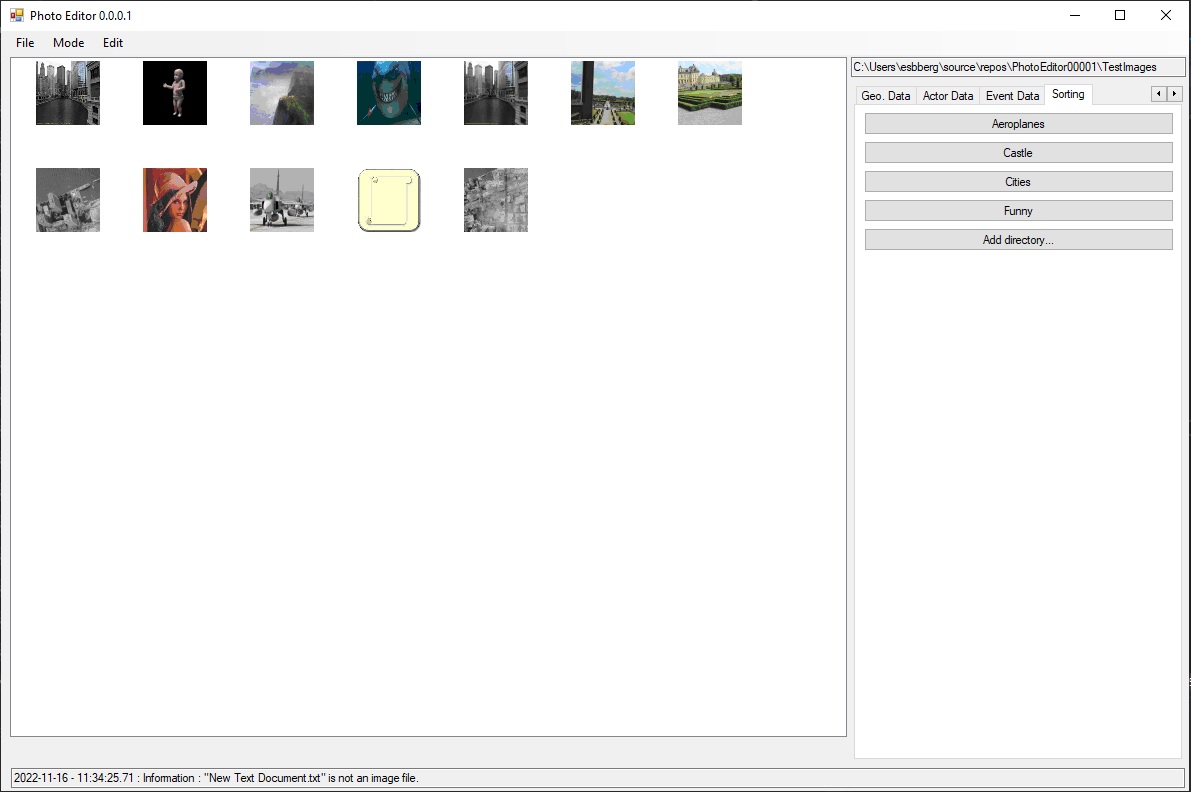 Photo Editor 0.0.0.1
File Mode Edit
C:\Users\esbberg\source\repos\PhotoEditor00001\TestImages
Geo. Data Actor Data Event Data Sorting
Aeroplanes
Castle
Cities
Funny
Add directory...
2022-11-16 - 11:34:25.71 : Information : "New Text Document.txt" is not an image file.